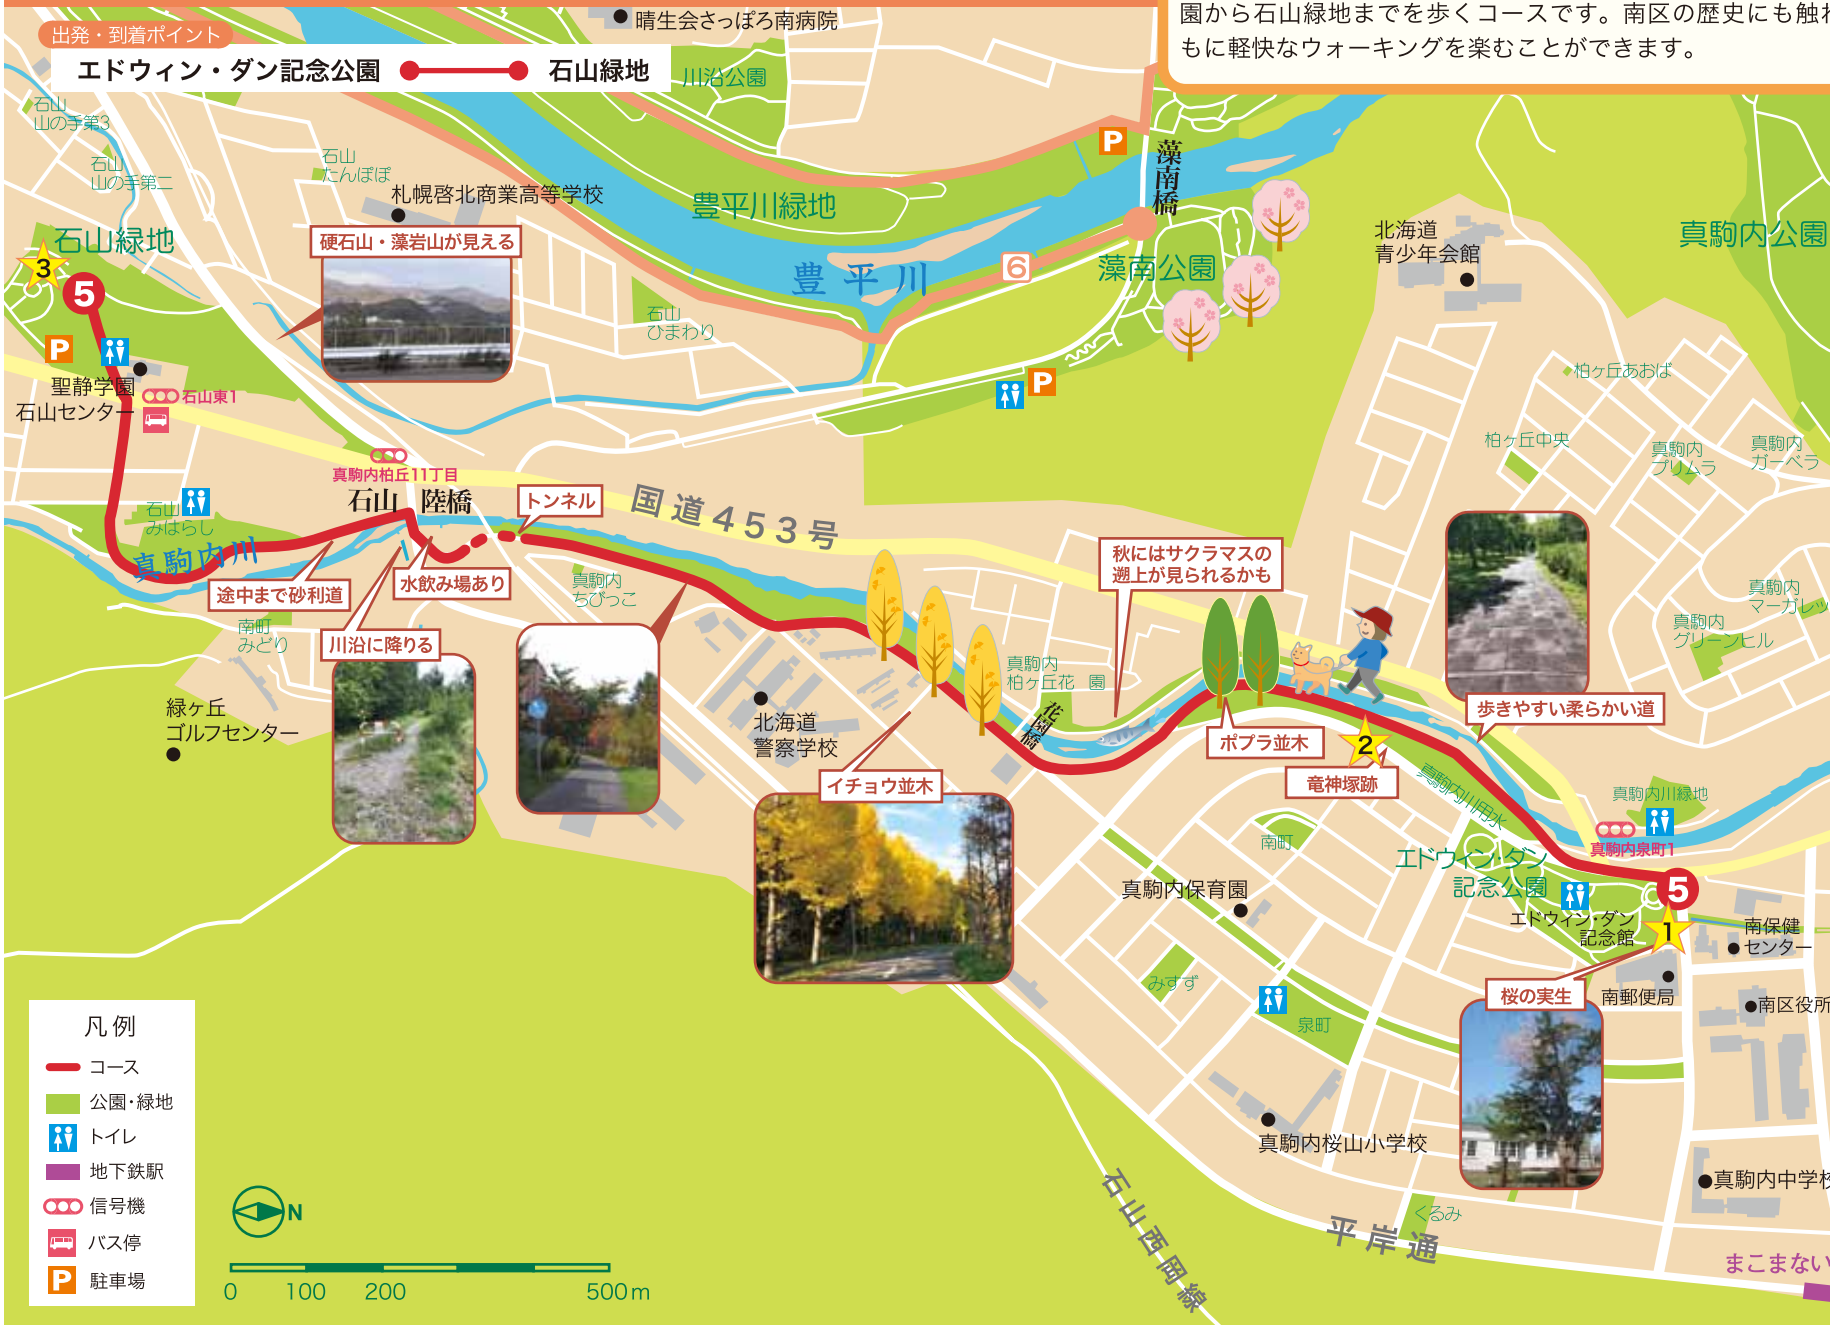 園から石山緑地までを歩くコースです。南区の歴史にも触
もに軽快なウォーキングを楽むことができます。
出発・到着ポイント
エドウィン・ダン記念公園
石山緑地
晴生会さっぽろ南病院
川沿公園
石山
山の手第3
石山
山の手第二
石山
たんぽぽ
札幌啓北商業高等学校
豊平川緑地
P
藻南橋
北海道
青少年会館
真駒内公園
石山緑地
3
5
硬石山・藻岩山が見える
豊平川
6
藻南公園
石山
ひまわり
P
聖静学園
石山センター
石山東1
P
柏ヶ丘あおば
柏ヶ丘中央
真駒内
プリムラ
真駒内
ガーベラ
真駒内柏丘11丁目
石山 陸橋
トンネル
国道453号
石山
みはらし
真駒内川
途中まで砂利道
水飲み場あり
川沿に降りる
真駒内
ちびっこ
秋にはサクラマスの
遡上が見られるかも
南町
みどり
緑ヶ丘
ゴルフセンター
北海道
警察学校
イチョウ並木
真駒内
柏ヶ丘花 園
花園橋
ポプラ並木
2
竜神塚跡
歩きやすい柔らかい道
真駒内
マーガレッ
真駒内
グリーンヒル
真駒内川用水
真駒内川緑地
真駒内泉町1
南町
エドウィン・ダン
記念公園
5
エドウィン・ダン
記念館
1
真駒内保育園
南保健
センター
みすず
泉町
桜の実生
南郵便局
南区役所
真駒内桜山小学校
真駒内中学校
くるみ
平岸通
石山西岡線
まこまない
凡例
コース
公園・緑地
トイレ
地下鉄駅
信号機
バス停
P
駐車場
N
0 100 200 500m